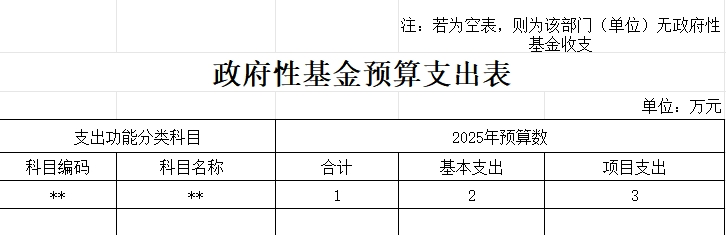 注：若为空表，则为该部门（单位）无政府性
基金收支
政府性基金预算支出表
单位：万元
支出功能分类科目 2025年预算数
科目编码 科目名称 合计 基本支出 项目支出
** ** 1 2 3